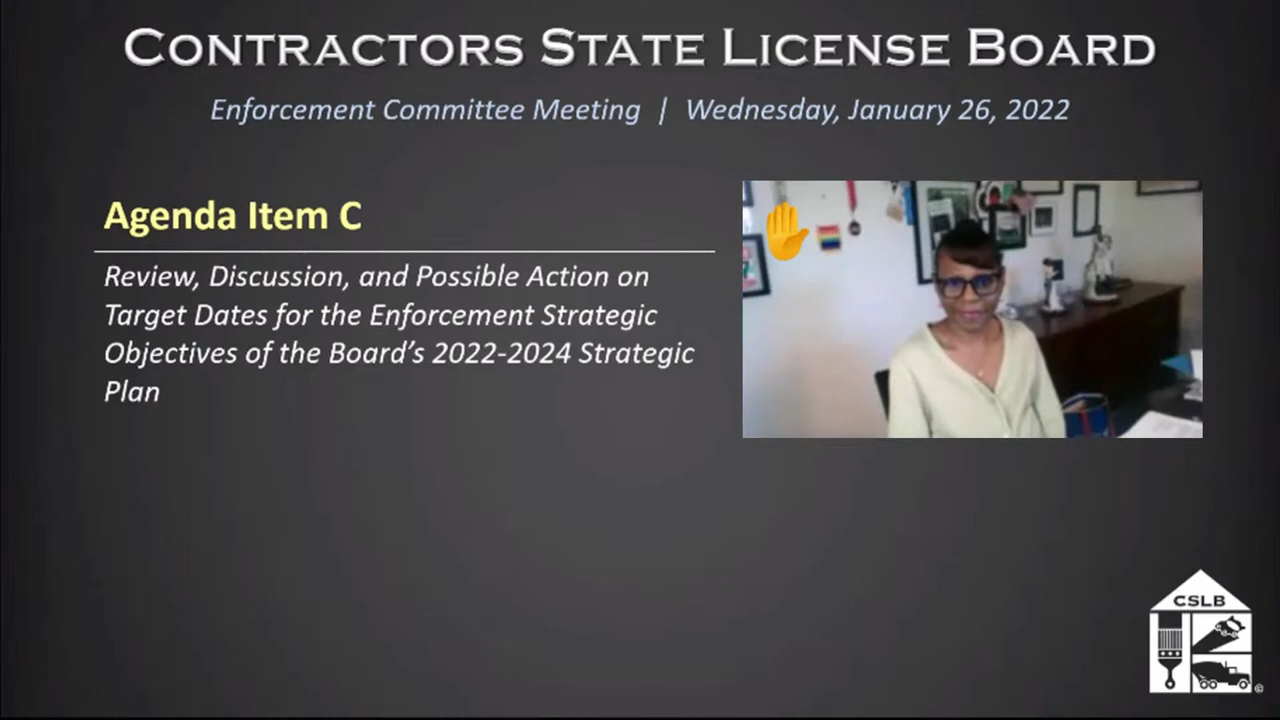 CONTRACTORS STATE LICENSE BOARD
Enforcement Committee Meeting | Wednesday, January 26, 2022
Agenda Item C
Review, Discussion, and Possible Action on
Target Dates for the Enforcement Strategic
Objectives of the Board's 2022-2024 Strategic
Plan
CSLB
©